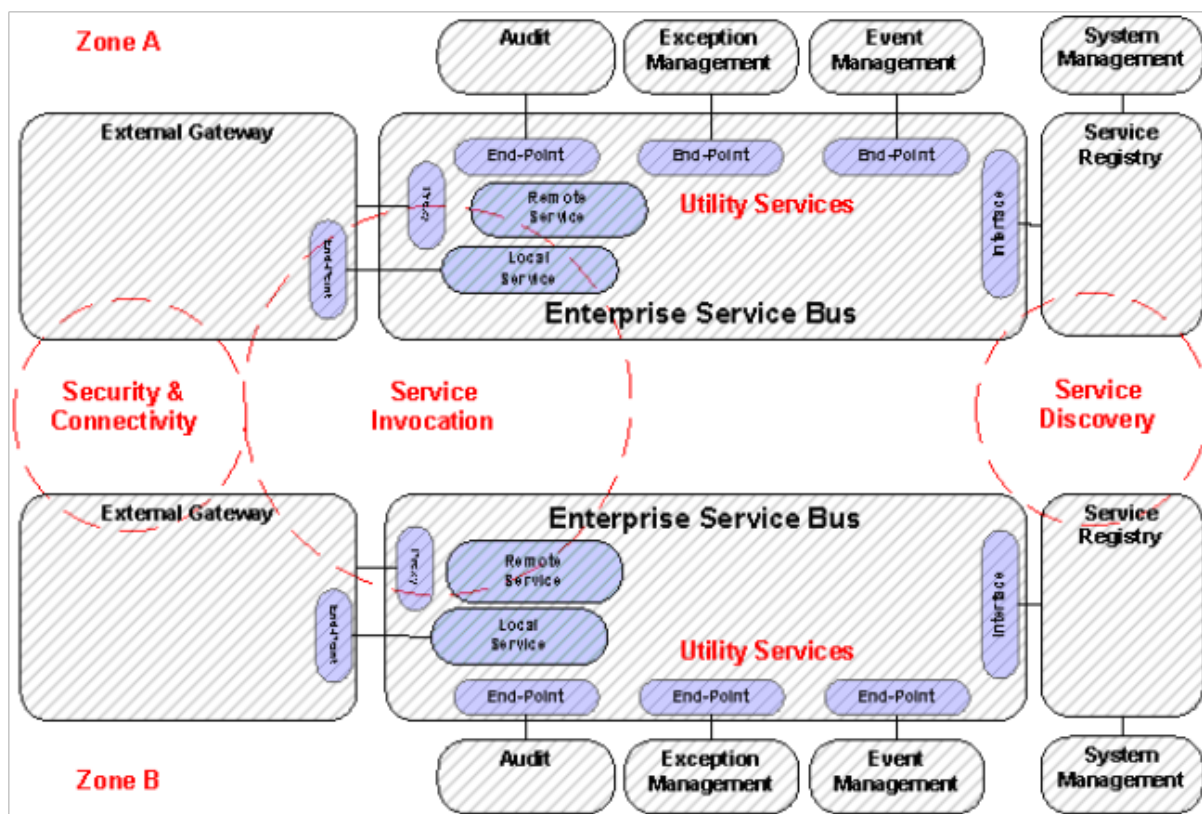 Zone A
Audit
Exception
Management
Event
Management
System
Management
External Gateway
End-Point
End-Point
End-Point
Service
Registry
Proxy
Remote
Service
Utility Services
Interface
End-Point
Local
Service
Enterprise Service Bus
Security &
Connectivity
Service
Invocation
Service
Discovery
External Gateway
Enterprise Service Bus
Service
Registry
Proxy
Remote
Service
Interface
End-Point
Local
Service
Utility Services
End-Point
End-Point
End-Point
Zone B
Audit
Exception
Management
Event
Management
System
Management